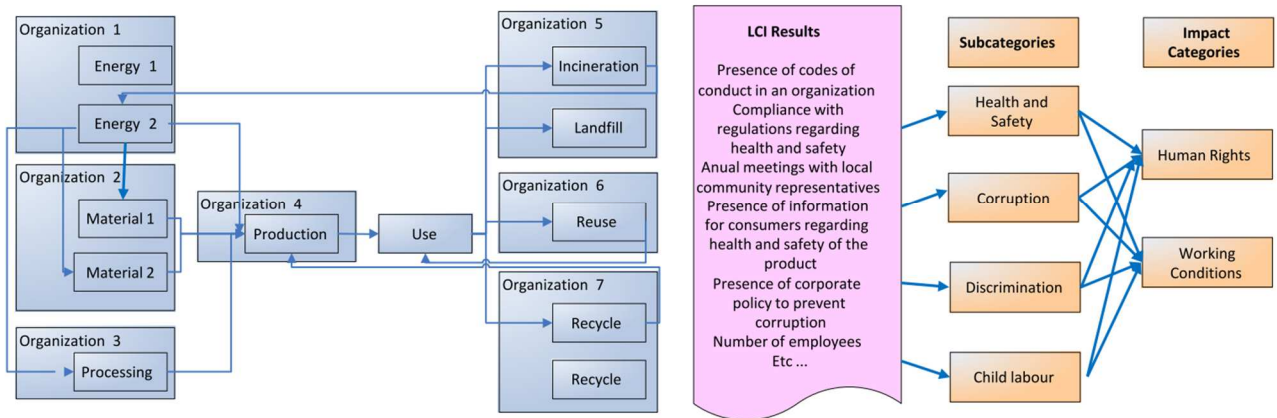 Organization 1
Energy 1
Energy 2
Organization 2
Material 1
Material 2
Organization 3
Processing
Organization 4
Production
Use
Organization 5
Incineration
Landfill
Organization 6
Reuse
Organization 7
Recycle
Recycle
LCI Results
Presence of codes of
conduct in an organization
Compliance with
regulations regarding
health and safety
Anual meetings with local
community representatives
Presence of information
for consumers regarding
health and safety of the
product
Presence of corporate
policy to prevent
corruption
Number of employees
Etc ...
Subcategories
Health and
Safety
Corruption
Discrimination
Child labour
Impact
Categories
Human Rights
Working
Conditions